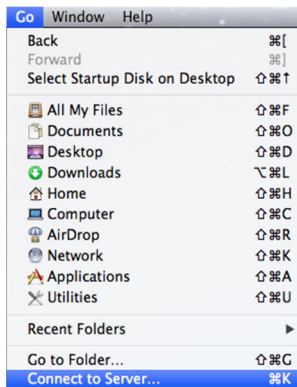 Go Window Help
Back ⌘[
Forward ⌘]
Select Startup Disk on Desktop ⇧⌘↑
All My Files ⇧⌘F
Documents ⇧⌘O
Desktop ⇧⌘D
Downloads ⌥⌘L
Home ⇧⌘H
Computer ⇧⌘C
AirDrop ⇧⌘R
Network ⇧⌘K
Applications ⇧⌘A
Utilities ⇧⌘U
Recent Folders ▶
Go to Folder... ⇧⌘G
Connect to Server... ⌘K